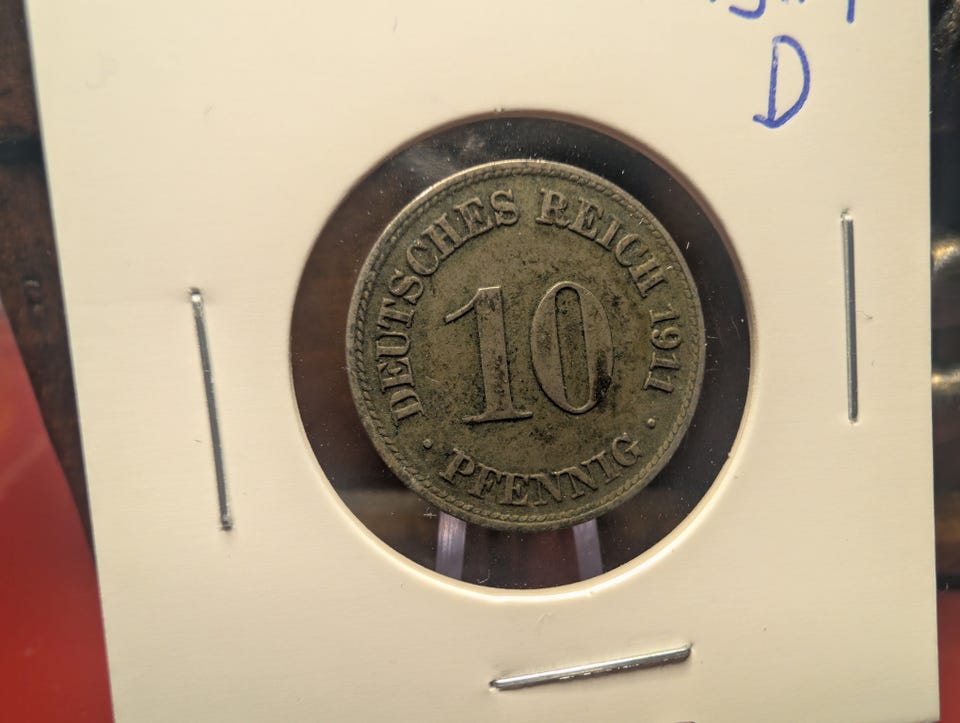 D
DEUTSCHES REICH 1911
10
· PFENNIG ·